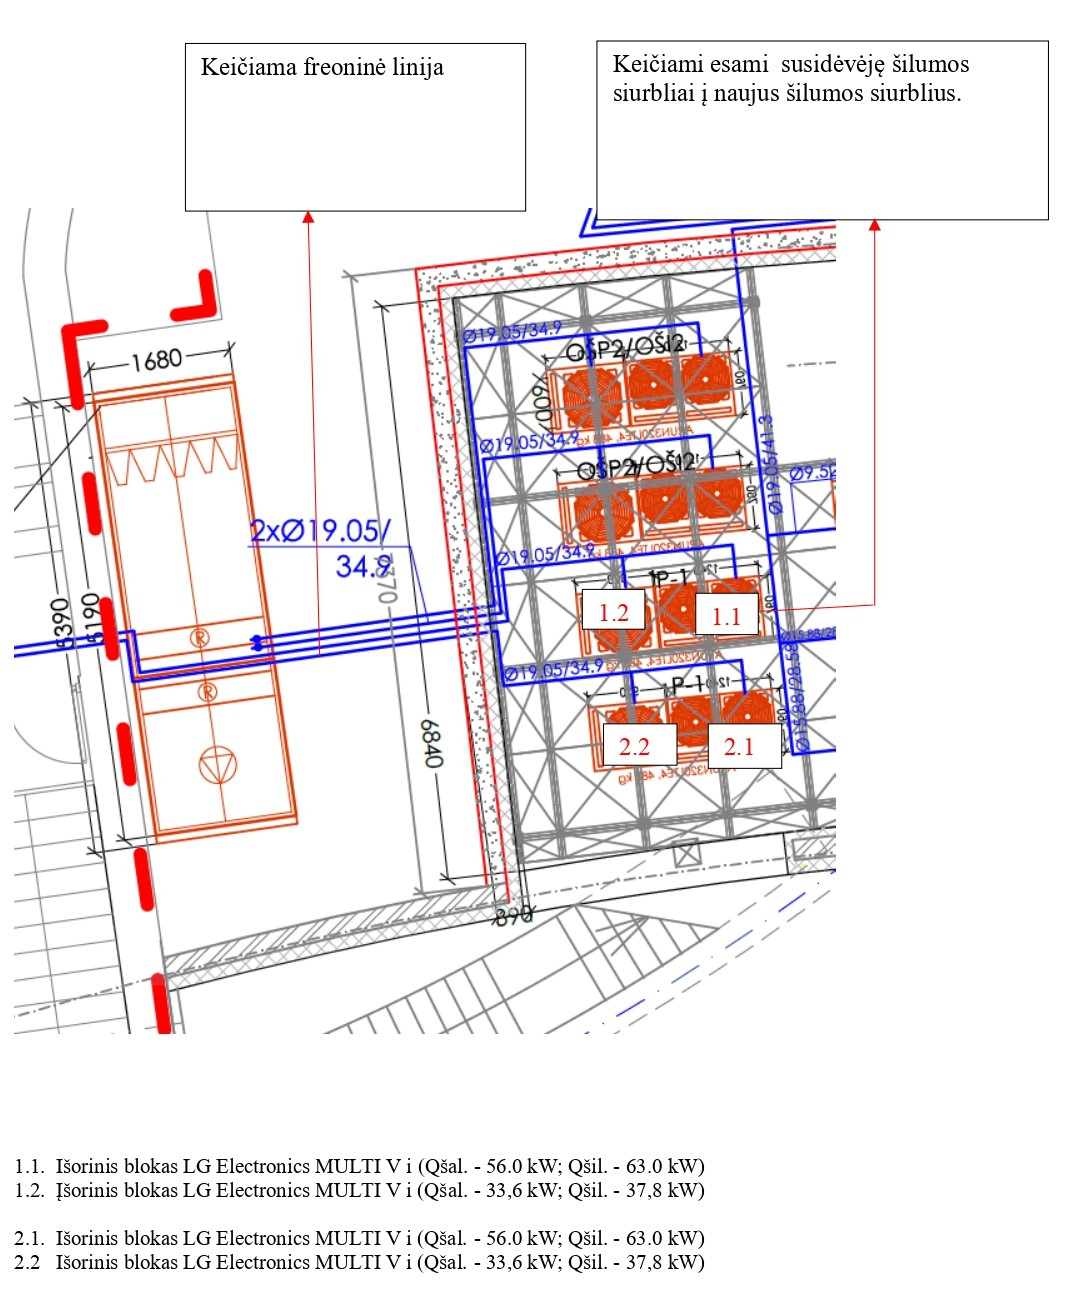 Keičiama freoninė linija
Keičiami esami susidėvėję šilumos
siurbliai į naujus šilumos siurblius.
1680
Ø19.05/34.9
OŠP2/OŠI2
600
Ø19.05/41.3
Ø19.05/34.9
OŠP2/OŠI2
Ø9.52
2xØ19.05/
34.9
Ø19.05/34.9
P-1
1.2
1.1
5390
5190
Ø19.05/34.9
P-1
Ø15.88/28.58
2.2
2.1
6840
890
1.1. Išorinis blokas LG Electronics MULTI V i (Qšal. - 56.0 kW; Qšil. - 63.0 kW)
1.2. Įšorinis blokas LG Electronics MULTI V i (Qšal. - 33,6 kW; Qšil. - 37,8 kW)
2.1. Išorinis blokas LG Electronics MULTI V i (Qšal. - 56.0 kW; Qšil. - 63.0 kW)
2.2 Išorinis blokas LG Electronics MULTI V i (Qšal. - 33,6 kW; Qšil. - 37,8 kW)